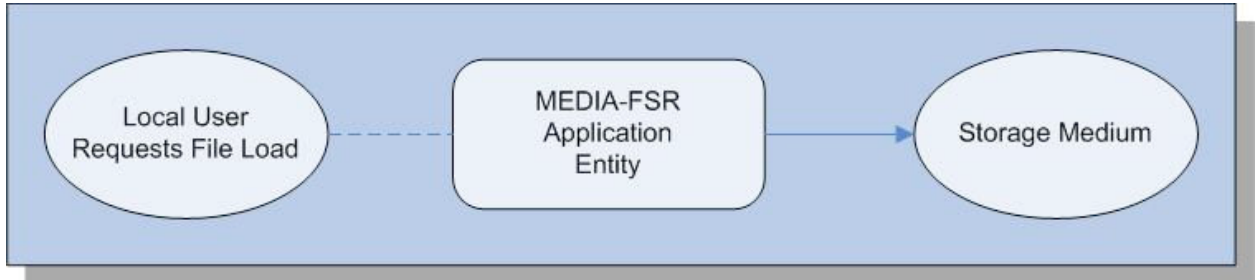 Local User
Requests File Load
MEDIA-FSR
Application
Entity
Storage Medium